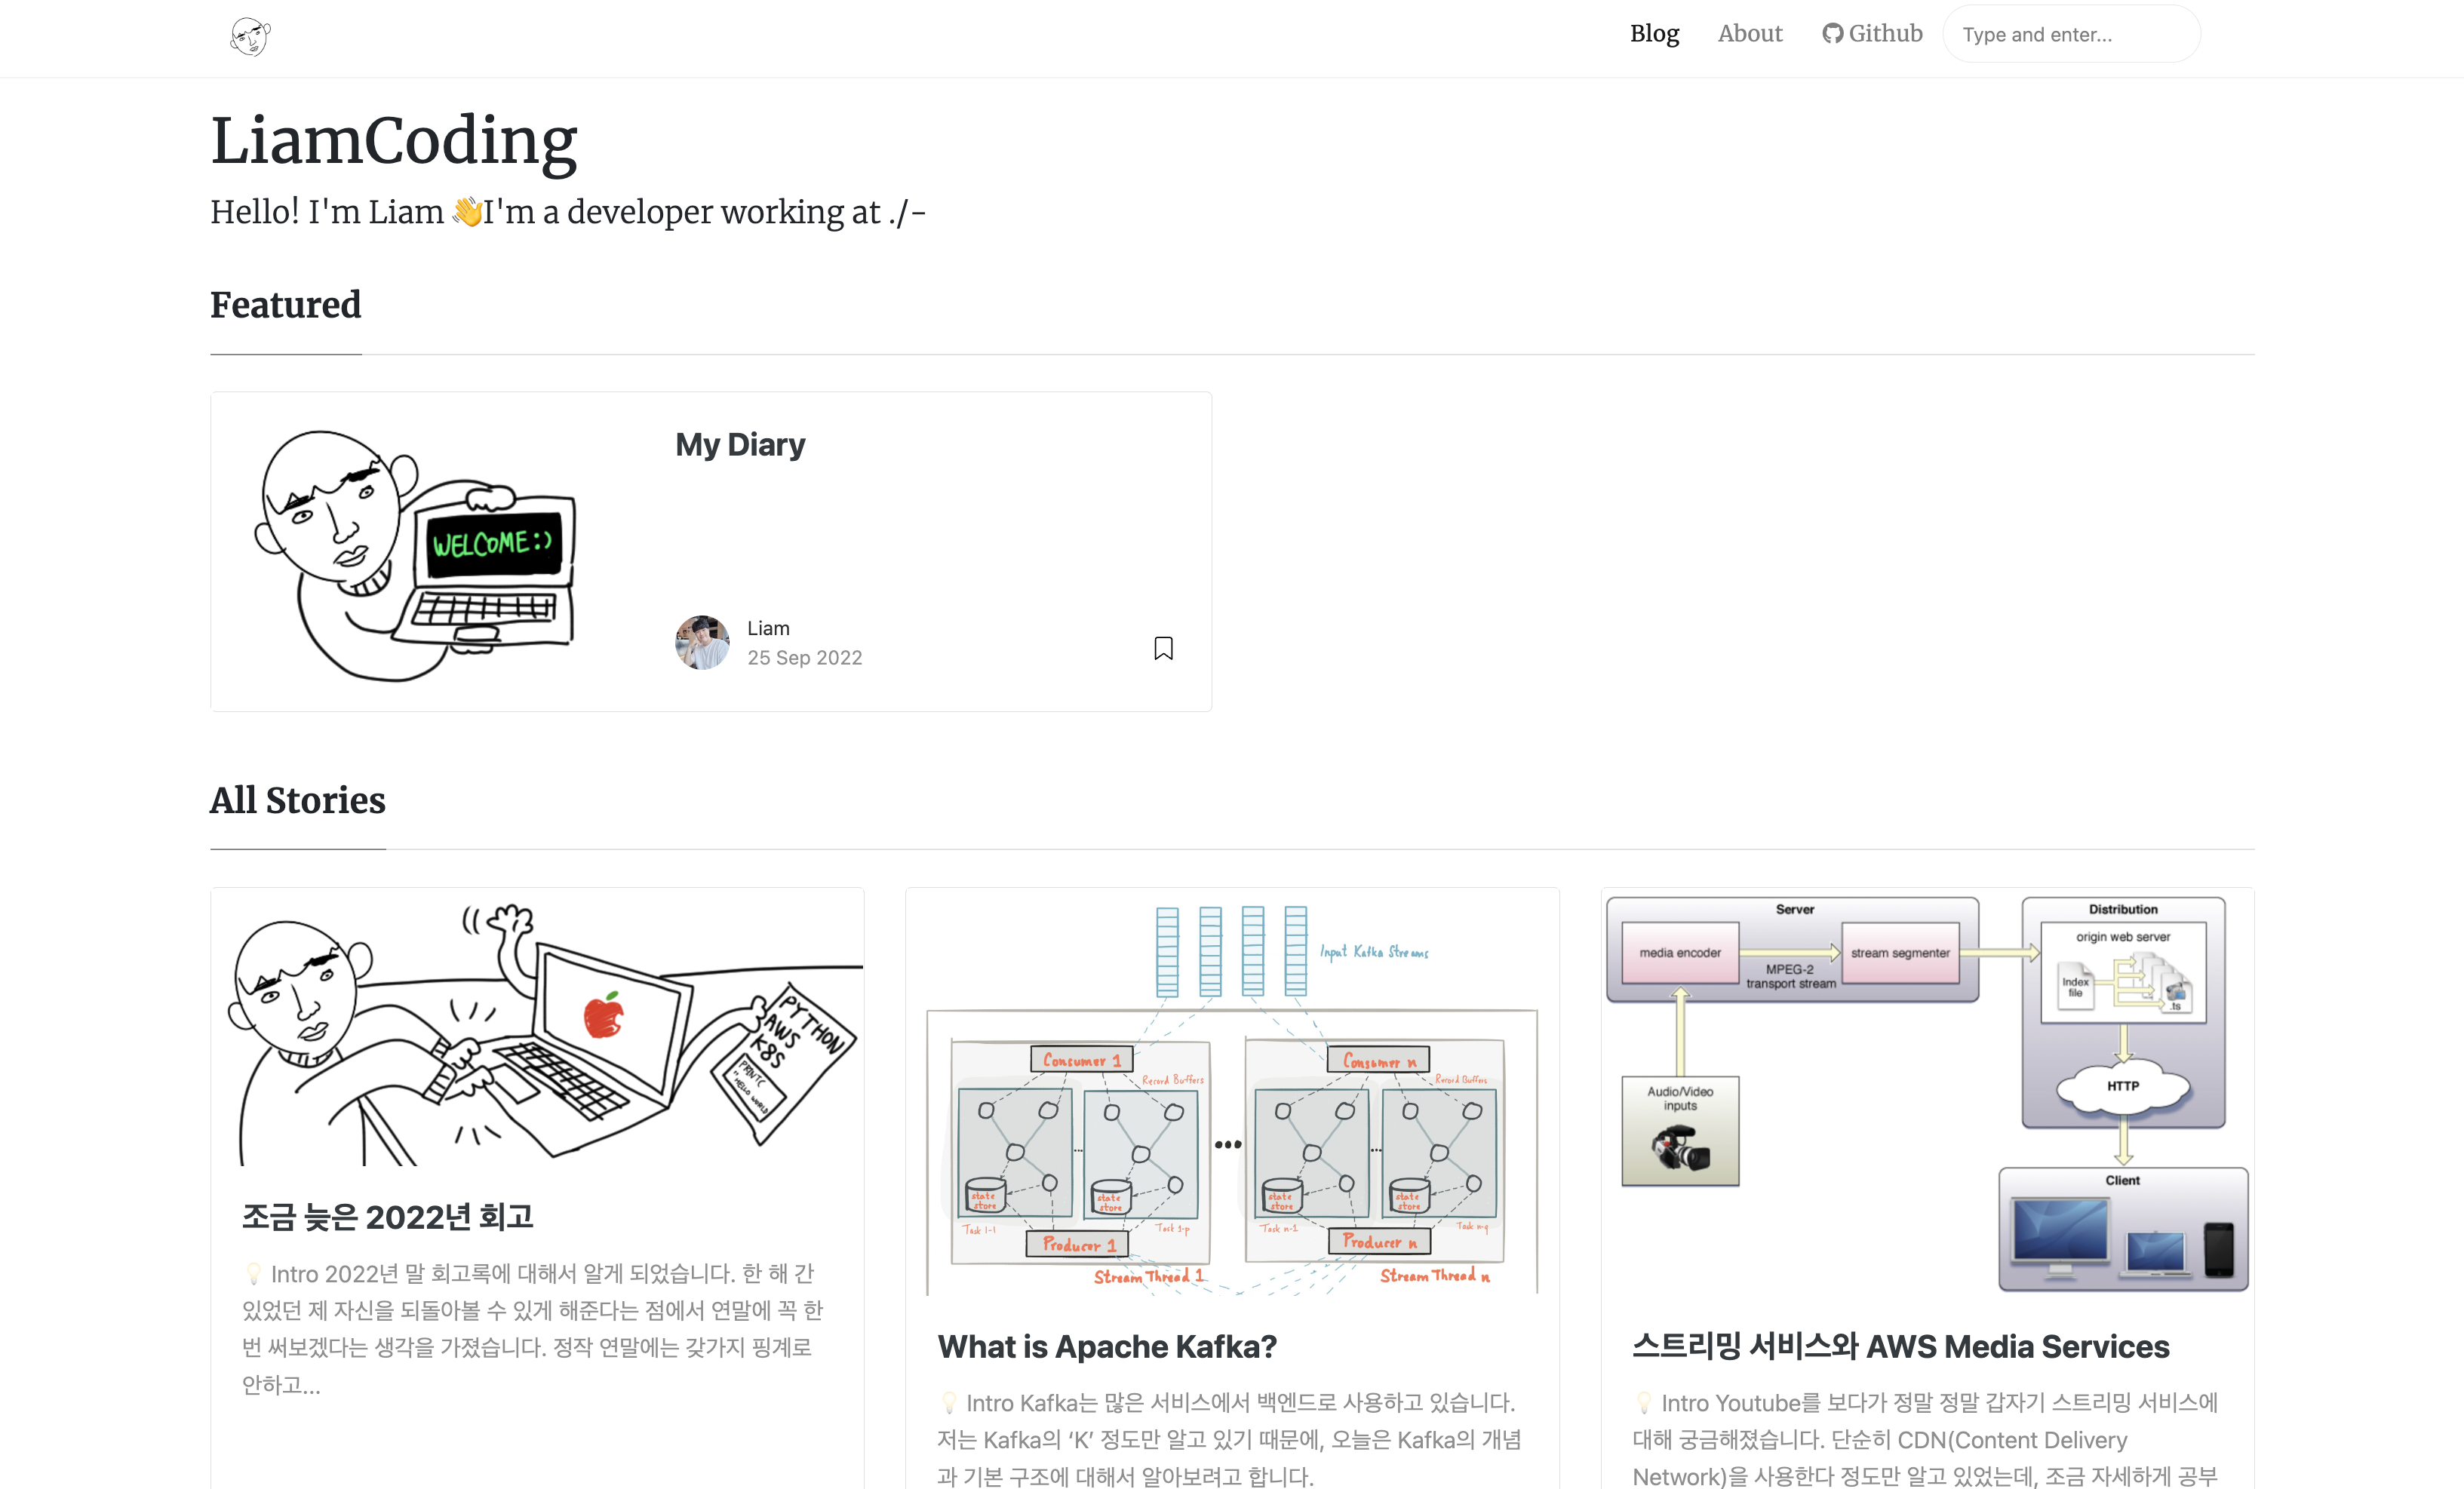 Blog
About
Github
Type and enter...
LiamCoding
Hello! I'm Liam 👋I'm a developer working at ./-
Featured
WELCOME:)
My Diary
Liam
25 Sep 2022
All Stories
PYTHON
AWS
K8S
PRINT(
"HELLO WORLD
조금 늦은 2022년 회고
💡 Intro 2022년 말 회고록에 대해서 알게 되었습니다. 한 해 간
있었던 제 자신을 되돌아볼 수 있게 해준다는 점에서 연말에 꼭 한
번 써보겠다는 생각을 가졌습니다. 정작 연말에는 갖가지 핑계로
안하고...
Input Kafka Streams
Consumer 1
Record Buffers
Consumer n
Record Buffers
...
...
...
state
store
state
store
state
store
state
store
Task 1-1
Task 1-p
Task n-1
Task n-q
Producer 1
Producer n
Stream Thread 1
Stream Thread n
What is Apache Kafka?
💡 Intro Kafka는 많은 서비스에서 백엔드로 사용하고 있습니다.
저는 Kafka의 ‘K’ 정도만 알고 있기 때문에, 오늘은 Kafka의 개념
과 기본 구조에 대해서 알아보려고 합니다.
Server
media encoder
MPEG-2
transport stream
stream segmenter
Distribution
origin web server
Index
file
.ts
HTTP
Audio/Video
inputs
Client
스트리밍 서비스와 AWS Media Services
💡 Intro Youtube를 보다가 정말 정말 갑자기 스트리밍 서비스에
대해 궁금해졌습니다. 단순히 CDN(Content Delivery
Network)을 사용한다 정도만 알고 있었는데, 조금 자세하게 공부